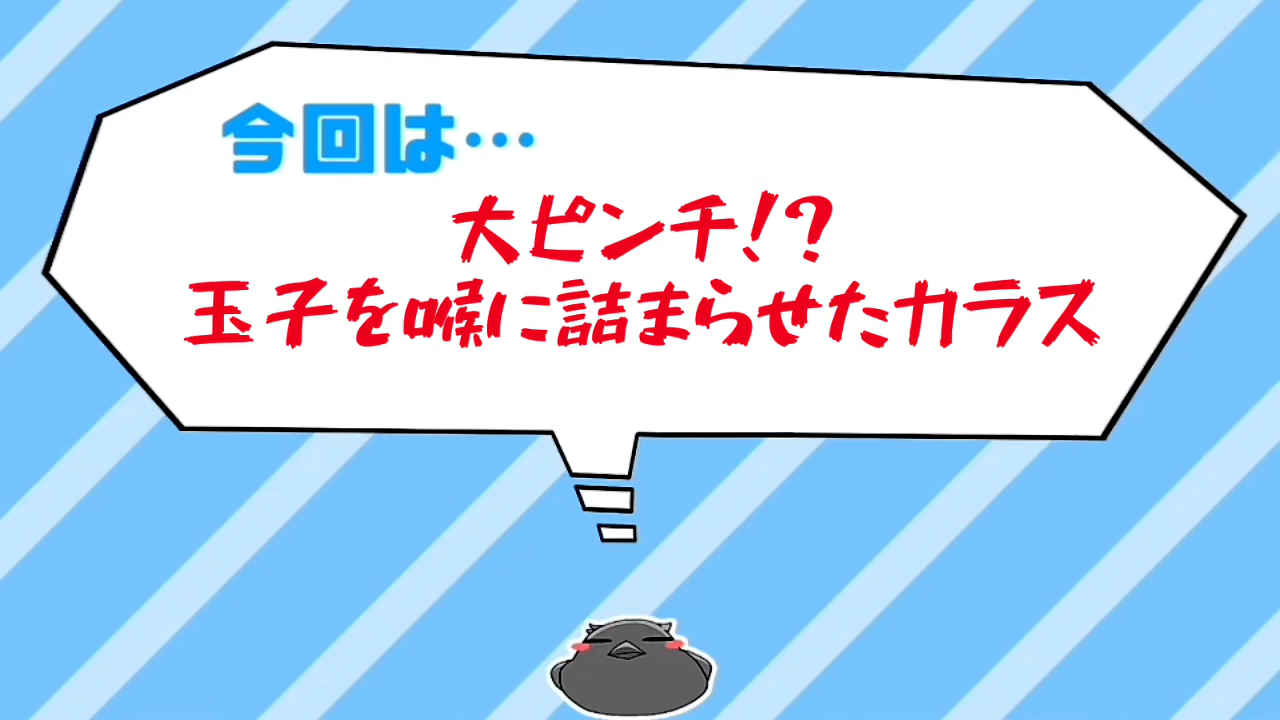 今回は…
大ピンチ!?
玉子を喉に詰まらせたカラス